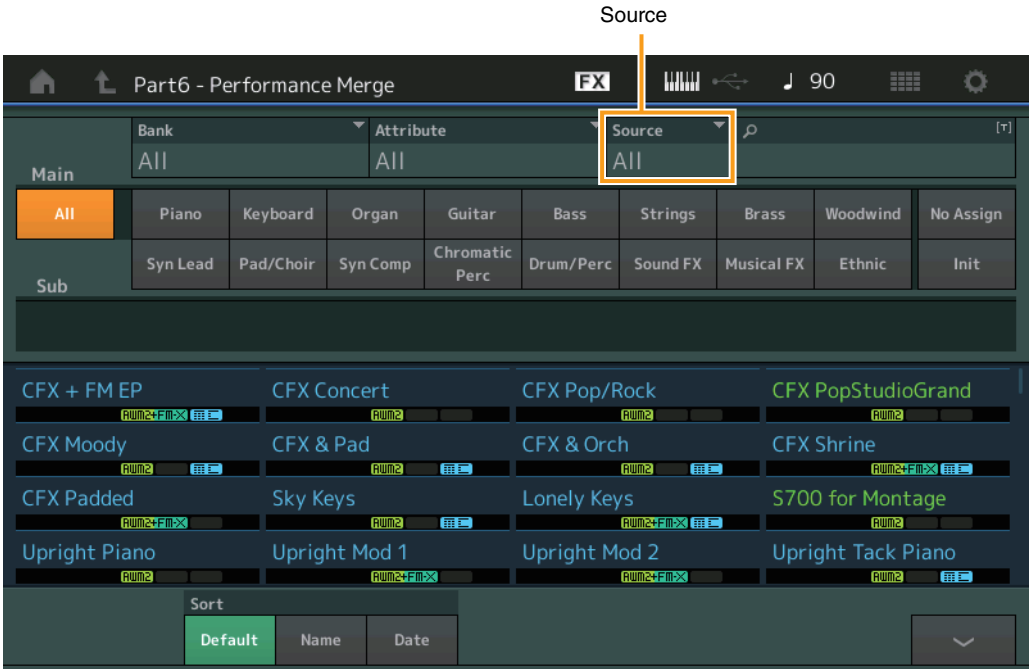 Source
Part6 - Performance Merge FX 90
Bank Attribute Source [T]
All All All
Main
All Piano Keyboard Organ Guitar Bass Strings Brass Woodwind No Assign
Syn Lead Pad/Choir Syn Comp Chromatic Perc Drum/Perc Sound FX Musical FX Ethnic Init
Sub
CFX + FM EP CFX Concert CFX Pop/Rock CFX PopStudioGrand
AWM2+FM-X AWM2 AWM2 AWM2
CFX Moody CFX & Pad CFX & Orch CFX Shrine
AWM2 AWM2 AWM2 AWM2+FM-X
CFX Padded Sky Keys Lonely Keys S700 for Montage
AWM2+FM-X AWM2 AWM2+FM-X AWM2
Upright Piano Upright Mod 1 Upright Mod 2 Upright Tack Piano
AWM2 AWM2+FM-X AWM2+FM-X AWM2
Sort
Default Name Date